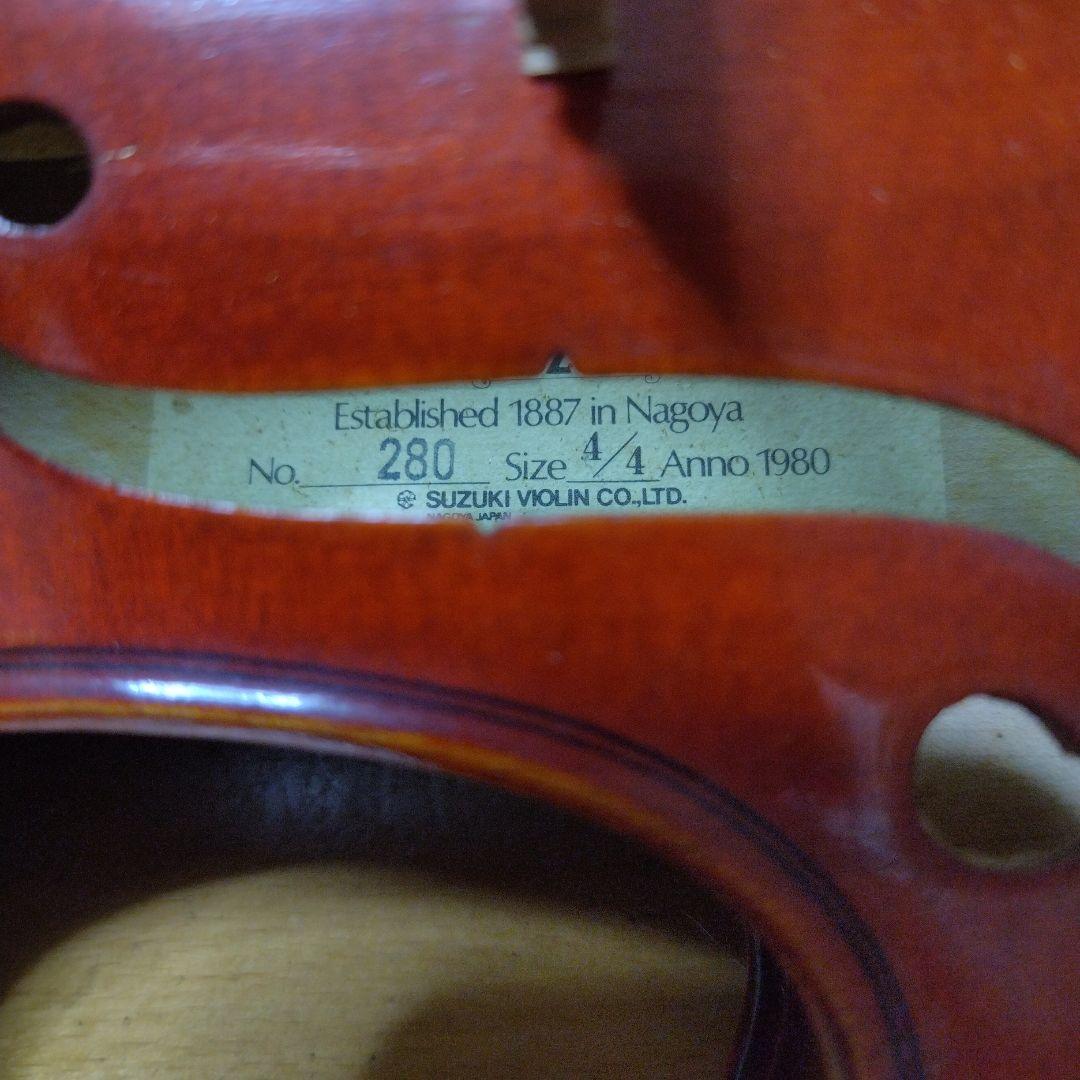 Established 1887 in Nagoya
No. 280 Size 4/4 Anno 1980
SUZUKI VIOLIN CO.,LTD.
NAGOYA JAPAN